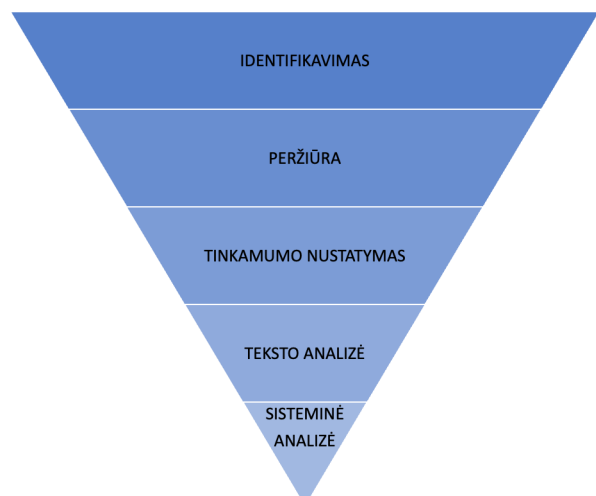 IDENTIFIKAVIMAS
PERŽIŪRA
TINKAMUMO NUSTATYMAS
TEKSTO ANALIZĖ
SISTEMINĖ
ANALIZĖ